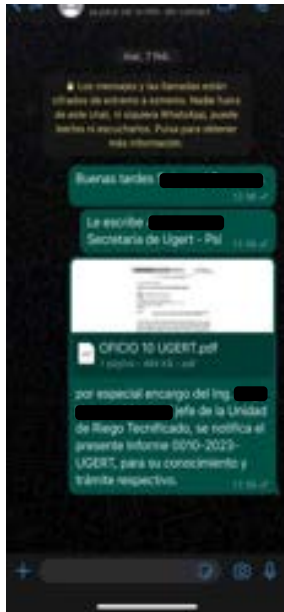 Los mensajes y las llamadas están
cifrados de extremo a extremo. Nadie fuera
de este chat, ni siquiera WhatsApp, puede
leerlos ni escucharlos. Pulsa para obtener
más información.
Buenas tardes
Le escribe
Secretaria de Ugert - Psi
OFICIO 10 UGERT.pdf
1 página
pdf
por especial encargo del Ing.
jefe de la Unidad
de Riego Tecnificado, se notifica el
presente Informe 0010-2023-
UGERT, para su conocimiento y
trámite respectivo.